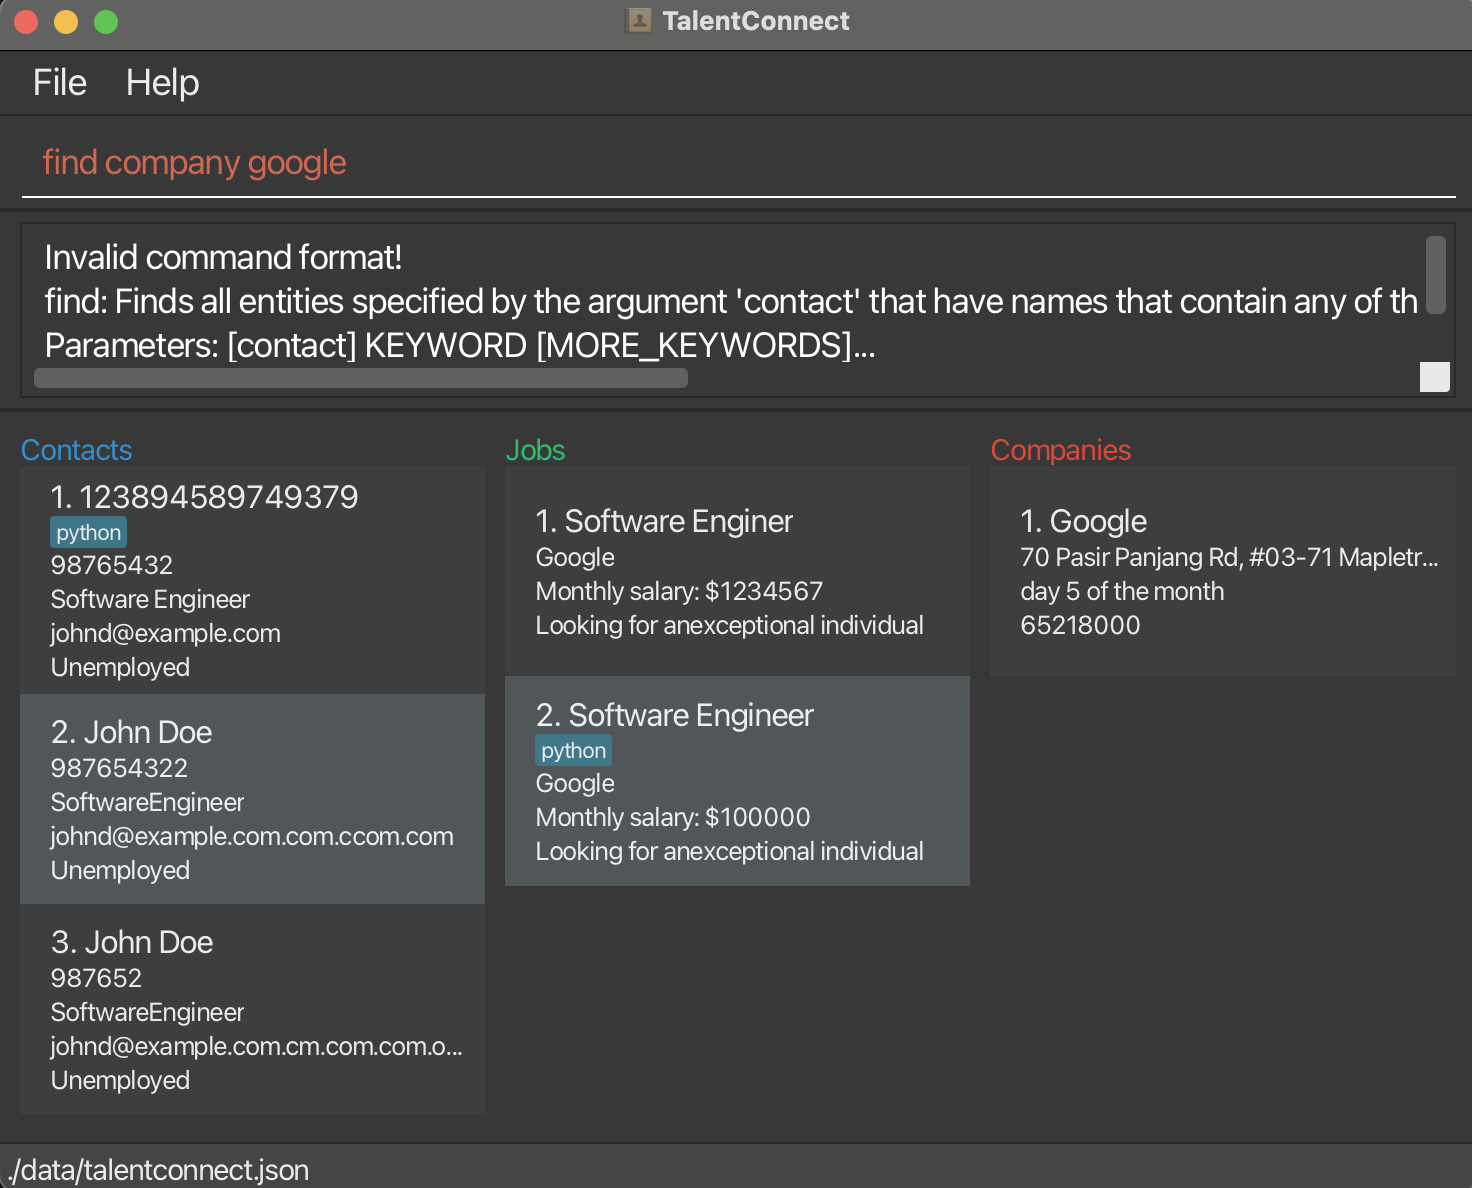 TalentConnect
File Help
find company google
Invalid command format!
find: Finds all entities specified by the argument 'contact' that have names that contain any of th
Parameters: [contact] KEYWORD [MORE_KEYWORDS]...
Contacts
1. 123894589749379
python
98765432
Software Engineer
johnd@example.com
Unemployed
2. John Doe
987654322
SoftwareEngineer
johnd@example.com.com.ccom.com
Unemployed
3. John Doe
987652
SoftwareEngineer
johnd@example.com.cm.com.com.o...
Unemployed
Jobs
1. Software Enginer
Google
Monthly salary: $1234567
Looking for anexceptional individual
2. Software Engineer
python
Google
Monthly salary: $100000
Looking for anexceptional individual
Companies
1. Google
70 Pasir Panjang Rd, #03-71 Mapletr...
day 5 of the month
65218000
./data/talentconnect.json